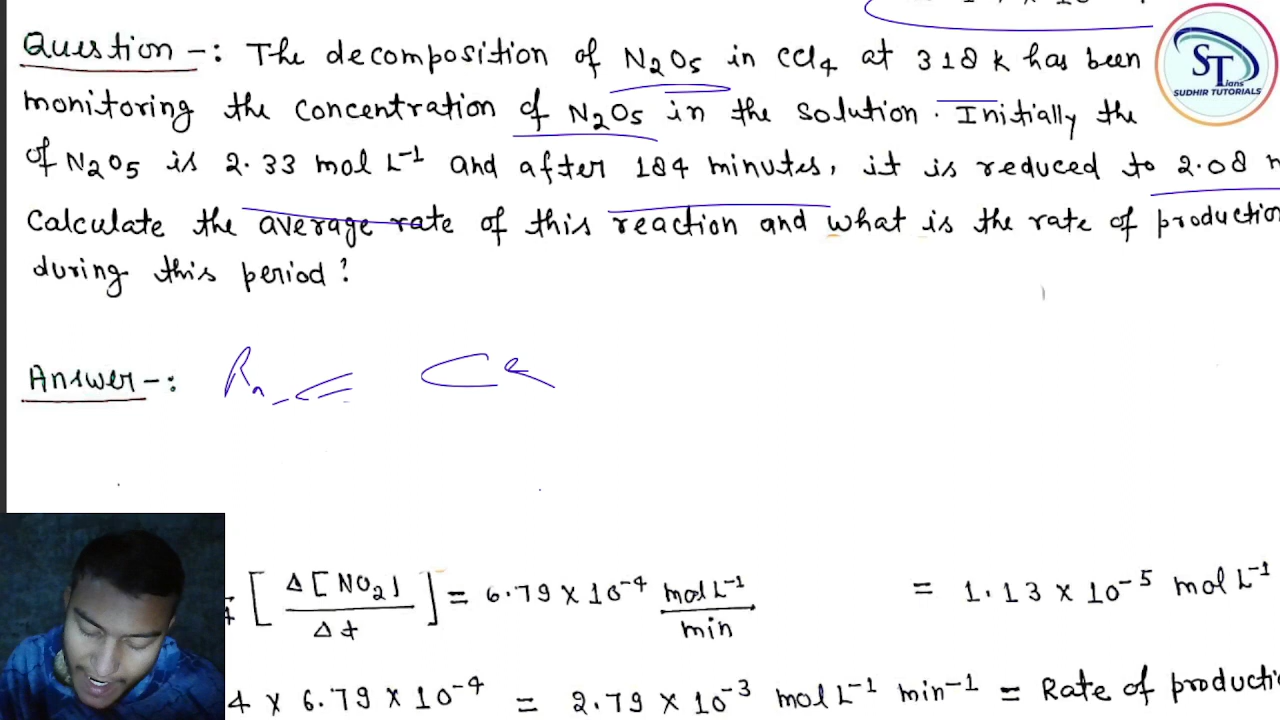 Question -: The decomposition of N2O5 in CCl4 at 318 K has been
monitoring the concentration of N2O5 in the solution. Initially the
of N2O5 is 2.33 mol L-1 and after 184 minutes, it is reduced to 2.08
Calculate the average rate of this reaction and what is the rate of production
during this period?
ST
ians
SUDHIR TUTORIALS
Answer -:
[Δ[NO2]/Δt] = 6.79 × 10-4 mol L-1/min = 1.13 × 10-5 mol L-1
4 × 6.79 × 10-4 = 2.79 × 10-3 mol L-1 min-1 = Rate of producti